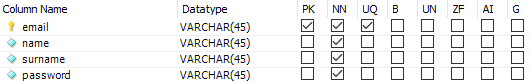 Column Name Datatype PK NN UQ B UN ZF AI G
email VARCHAR(45)
name VARCHAR(45)
surname VARCHAR(45)
password VARCHAR(45)